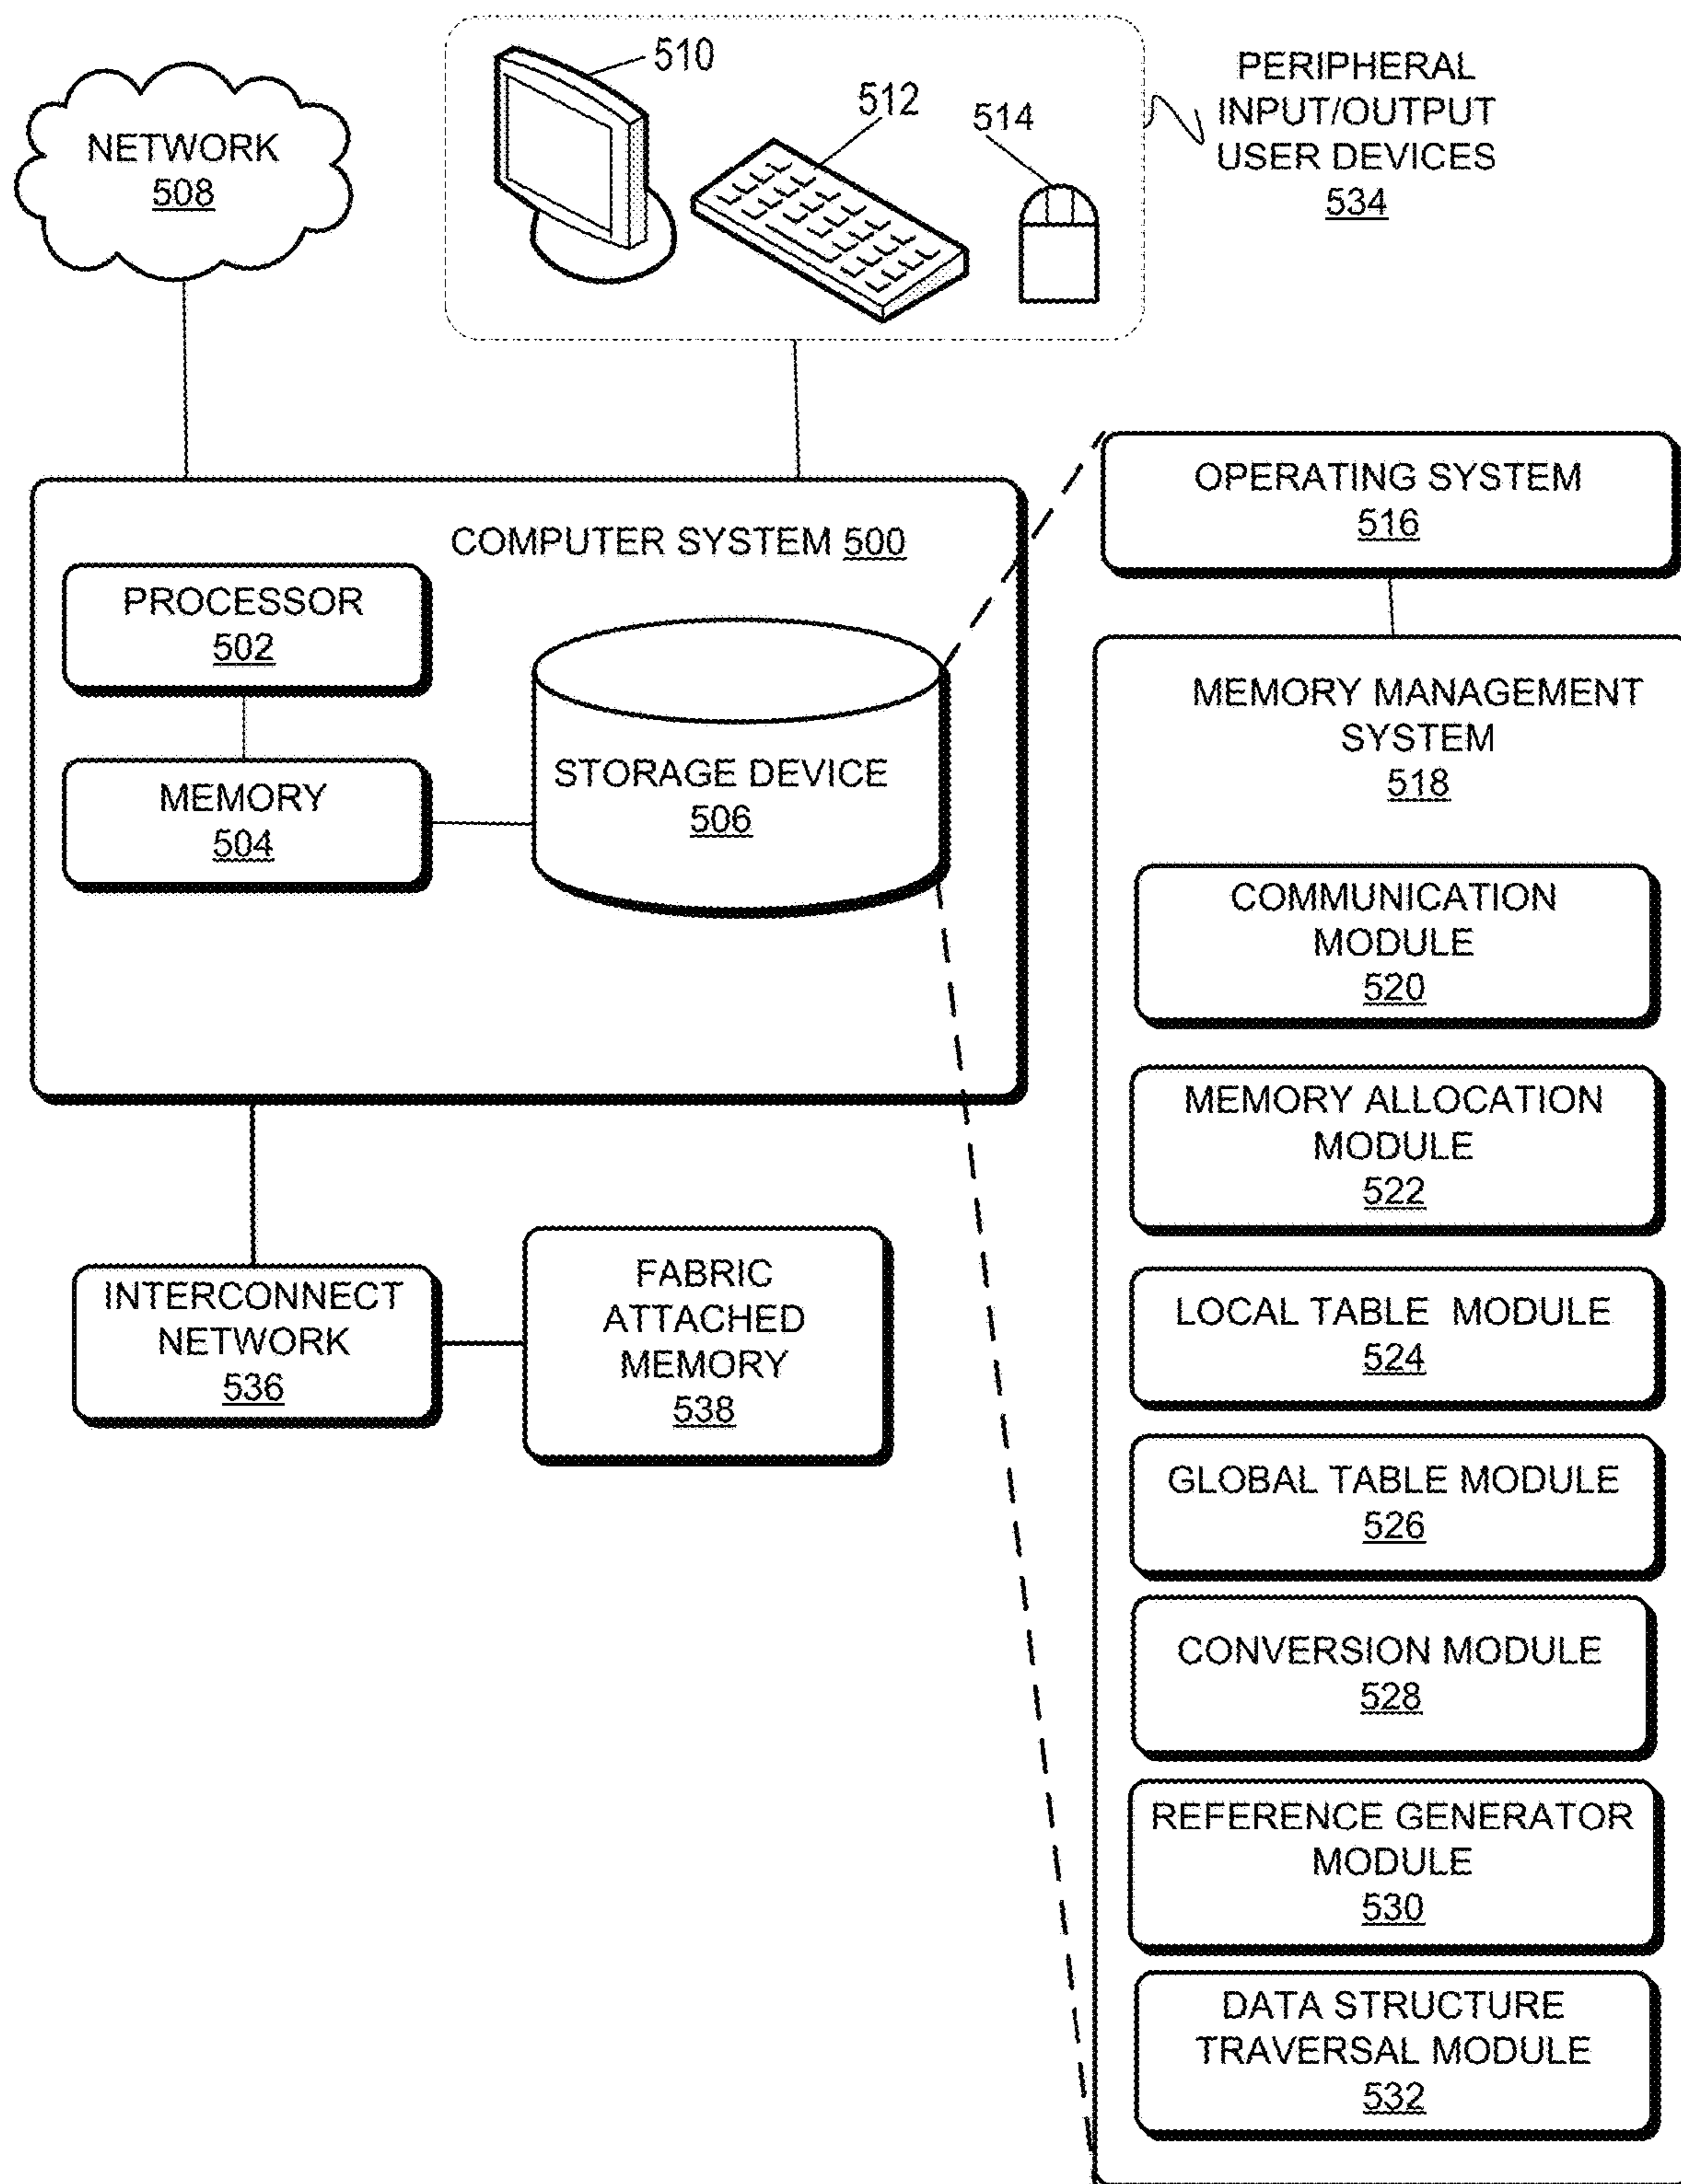 510
512
514
PERIPHERAL
INPUT/OUTPUT
USER DEVICES
534
NETWORK
508
COMPUTER SYSTEM 500
PROCESSOR
502
MEMORY
504
STORAGE DEVICE
506
INTERCONNECT
NETWORK
536
FABRIC
ATTACHED
MEMORY
538
OPERATING SYSTEM
516
MEMORY MANAGEMENT
SYSTEM
518
COMMUNICATION
MODULE
520
MEMORY ALLOCATION
MODULE
522
LOCAL TABLE MODULE
524
GLOBAL TABLE MODULE
526
CONVERSION MODULE
528
REFERENCE GENERATOR
MODULE
530
DATA STRUCTURE
TRAVERSAL MODULE
532